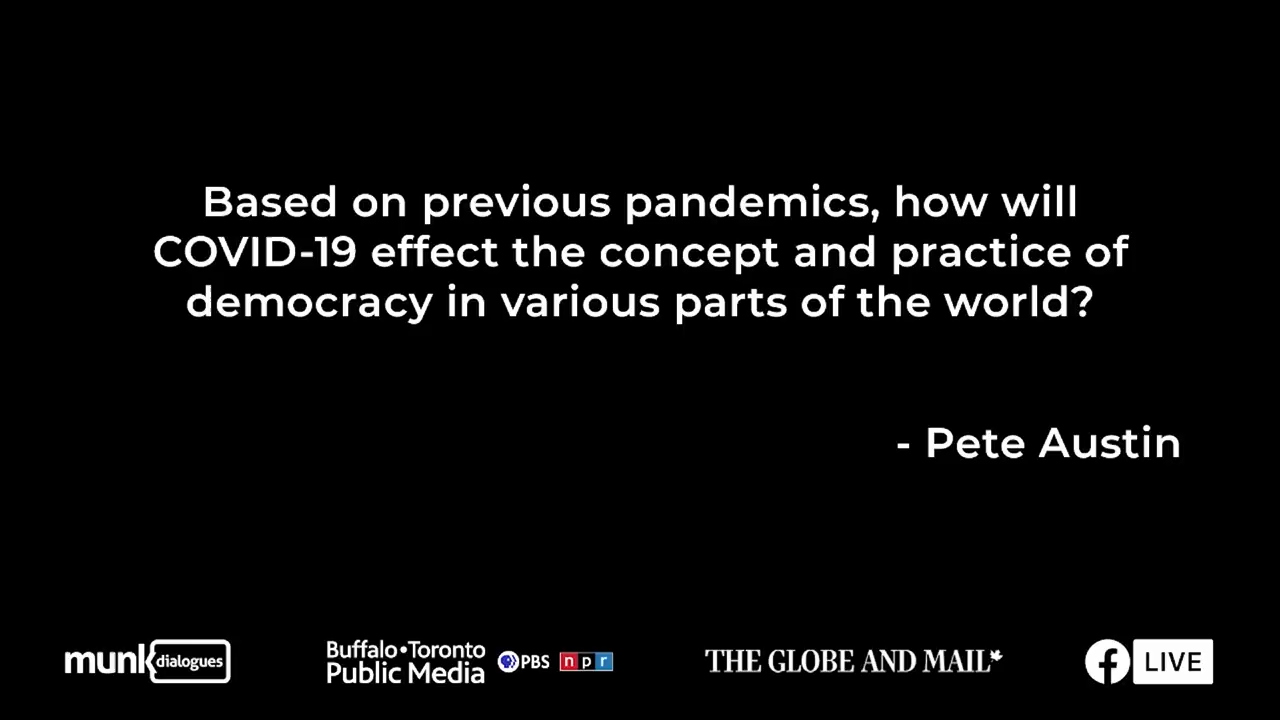 Based on previous pandemics, how will
COVID-19 effect the concept and practice of
democracy in various parts of the world?
- Pete Austin
munk dialogues
Buffalo•Toronto
Public Media
PBS
npr
THE GLOBE AND MAIL
LIVE